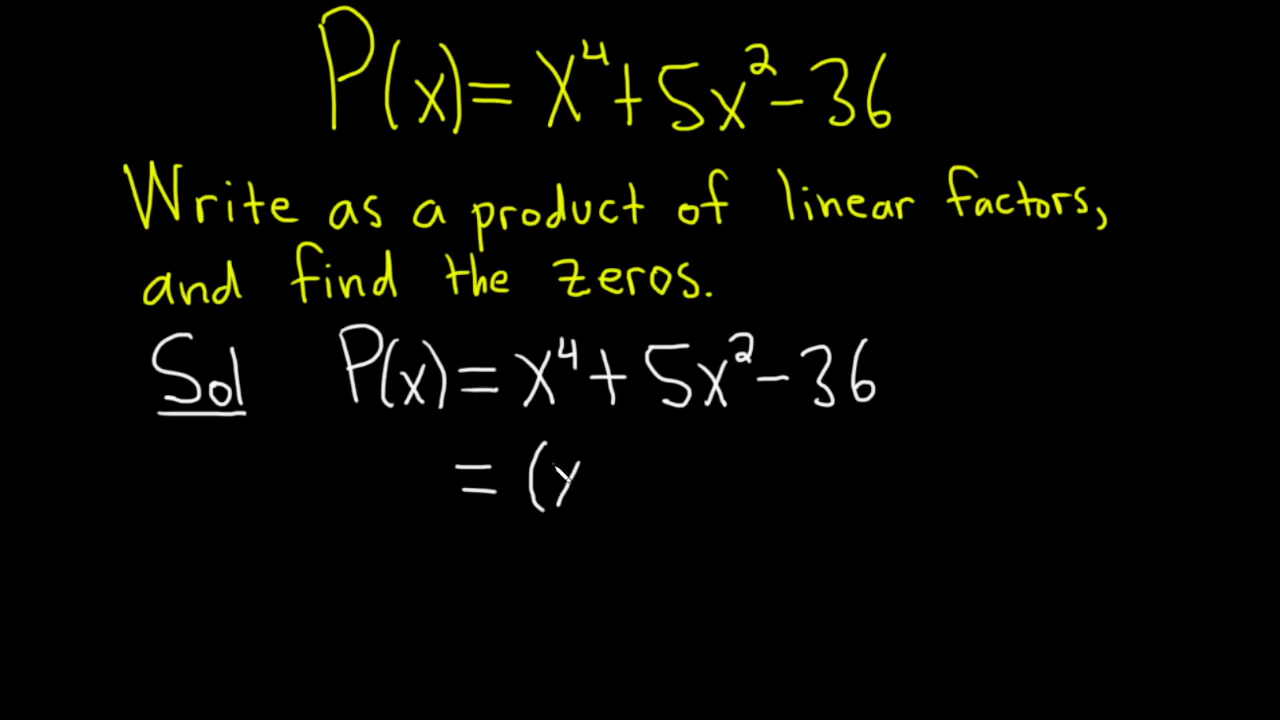 P(x) = x⁴ + 5x² - 36
Write as a product of linear factors,
and find the zeros.
Sol P(x) = x⁴ + 5x² - 36
= (x